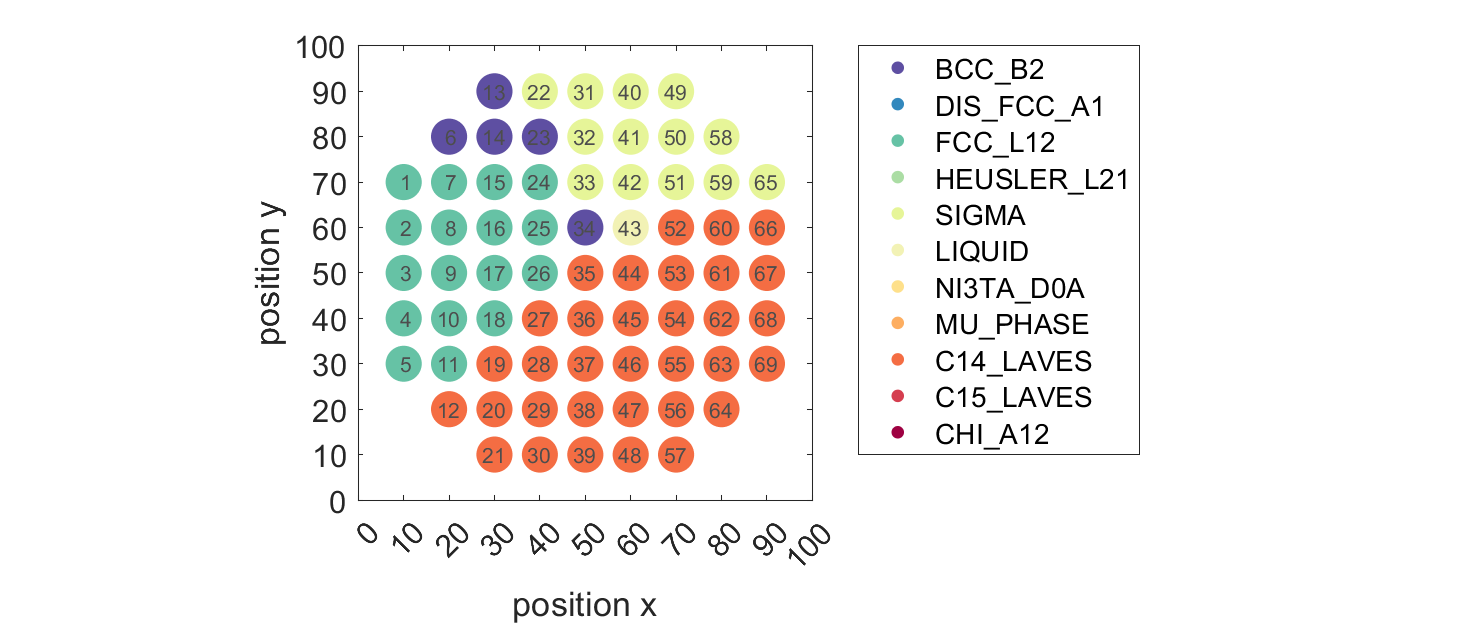 100
90
80
70
60
50
40
30
20
10
0
position y
13 22 31 40 49
6 14 23 32 41 50 58
1 7 15 24 33 42 51 59 65
2 8 16 25 34 43 52 60 66
3 9 17 26 35 44 53 61 67
4 10 18 27 36 45 54 62 68
5 11 19 28 37 46 55 63 69
12 20 29 38 47 56 64
21 30 39 48 57
0 10 20 30 40 50 60 70 80 90 100
position x
BCC_B2
DIS_FCC_A1
FCC_L12
HEUSLER_L21
SIGMA
LIQUID
NI3TA_D0A
MU_PHASE
C14_LAVES
C15_LAVES
CHI_A12